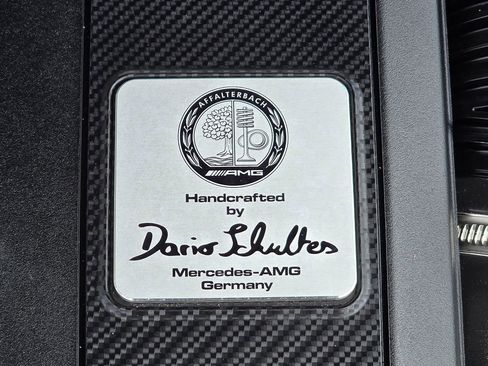 AFFALTERBACH
AMG
Handcrafted
by
Dario Schultes
Mercedes-AMG
Germany